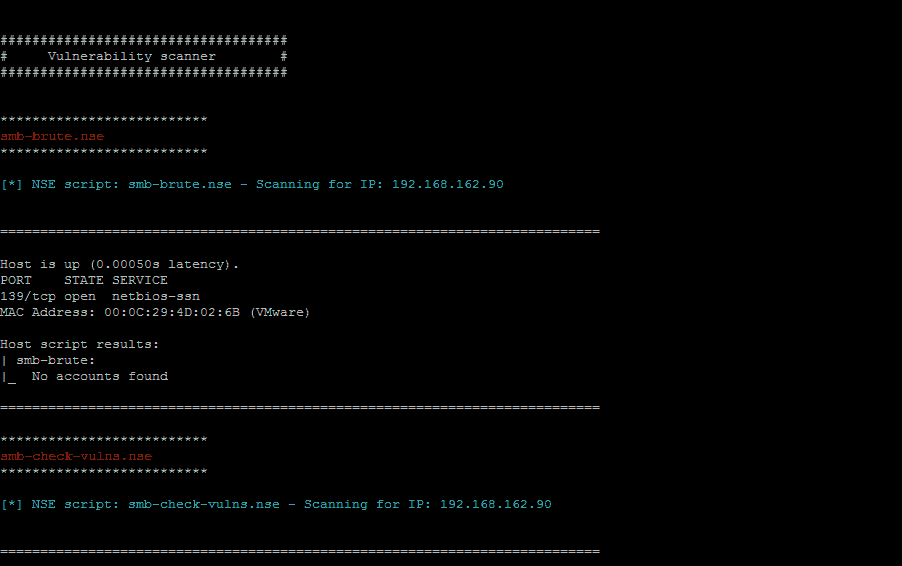 #####################################
#     Vulnerability scanner        #
#####################################
**************************
smb-brute.nse
**************************
[*] NSE script: smb-brute.nse - Scanning for IP: 192.168.162.90
===========================================================================
Host is up (0.00050s latency).
PORT    STATE SERVICE
139/tcp open  netbios-ssn
MAC Address: 00:0C:29:4D:02:6B (VMware)
Host script results:
| smb-brute:
|_  No accounts found
===========================================================================
**************************
smb-check-vulns.nse
**************************
[*] NSE script: smb-check-vulns.nse - Scanning for IP: 192.168.162.90
===========================================================================